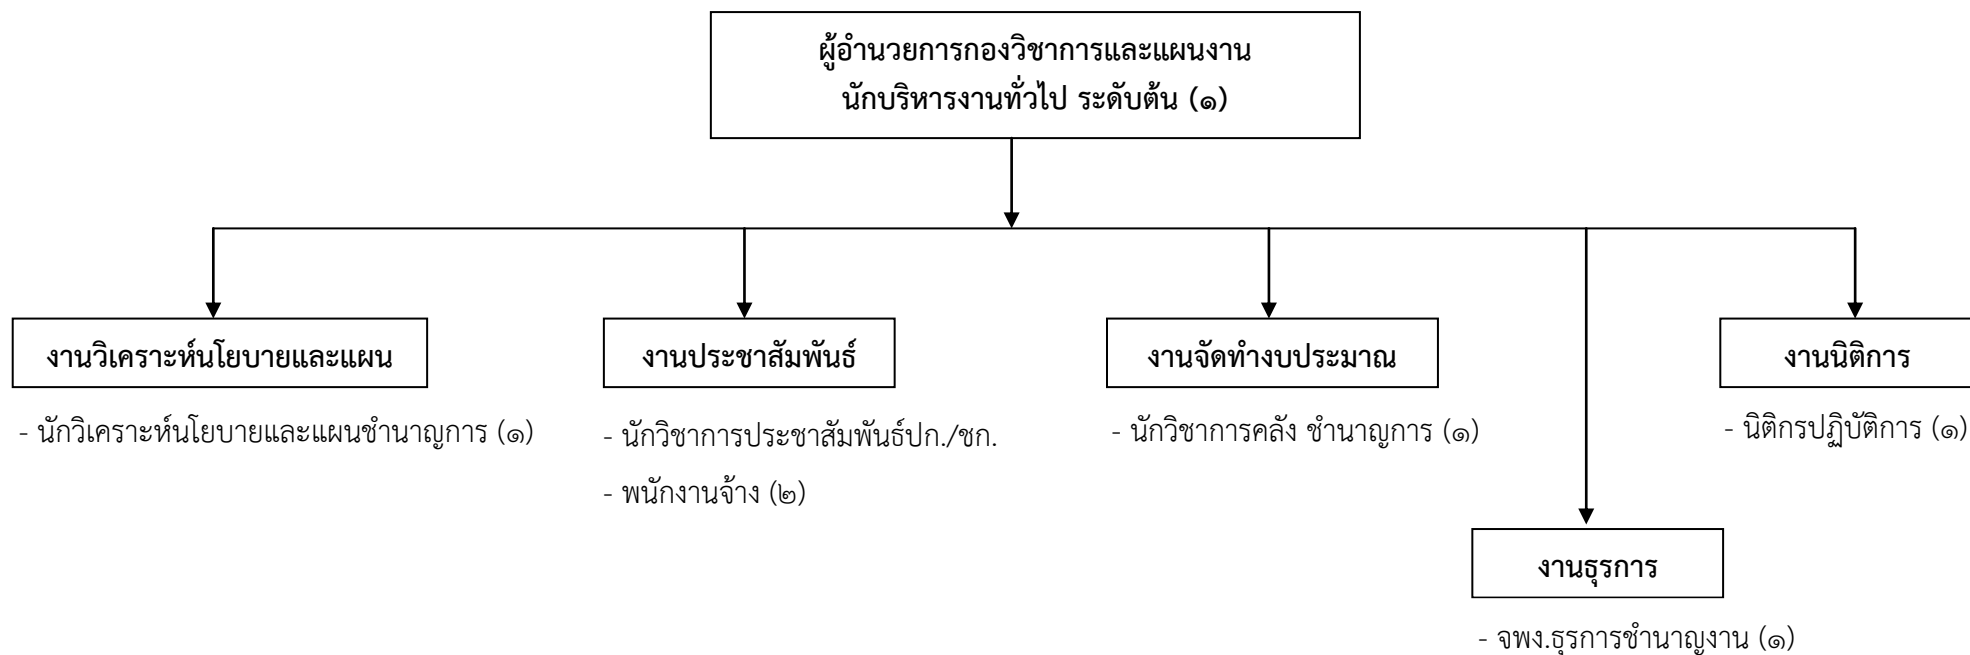 ผู้อำนวยการกองวิชาการและแผนงาน
นักบริหารงานทั่วไป ระดับต้น (๑)
งานวิเคราะห์นโยบายและแผน
- นักวิเคราะห์นโยบายและแผนชำนาญการ (๑)
งานประชาสัมพันธ์
- นักวิชาการประชาสัมพันธ์ปก./ชก.
- พนักงานจ้าง (๒)
งานจัดทำงบประมาณ
- นักวิชาการคลัง ชำนาญการ (๑)
งานนิติการ
- นิติกรปฏิบัติการ (๑)
งานธุรการ
- จพง.ธุรการชำนาญงาน (๑)